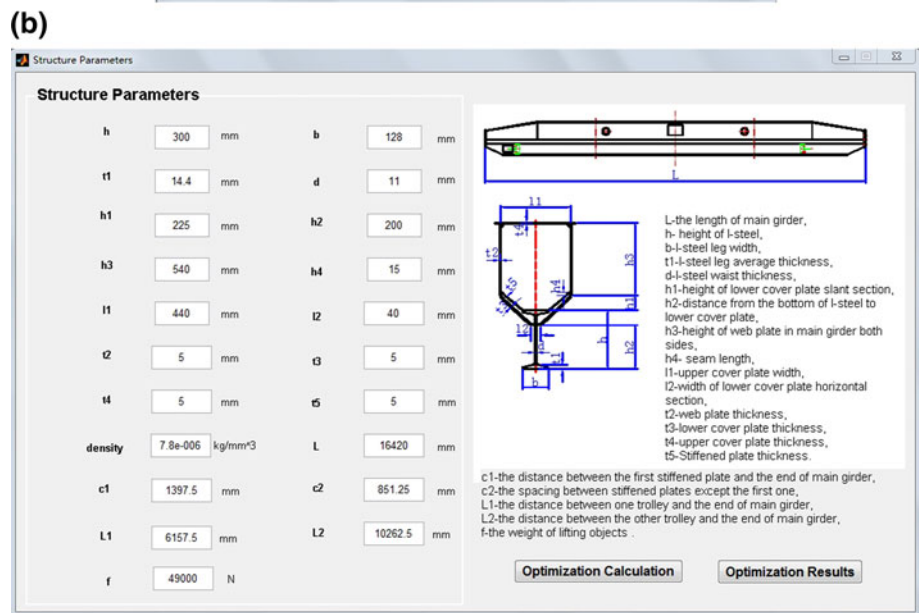 (b)
Structure Parameters
Structure Parameters
h 300 mm b 128 mm
t1 14.4 mm d 11 mm
h1 225 mm h2 200 mm
h3 540 mm h4 15 mm
l1 440 mm l2 40 mm
t2 5 mm t3 5 mm
t4 5 mm t5 5 mm
density 7.8e-006 kg/mm^3 L 16420 mm
c1 1397.5 mm c2 851.25 mm
L1 6157.5 mm L2 10262.5 mm
f 49000 N
L
l1
t4
t2
h3
t5
h4
t3
h1
l2
h
h2
d
t1
b
L-the length of main girder,
h- height of I-steel,
b-I-steel leg width,
t1-I-steel leg average thickness,
d-I-steel waist thickness,
h1-height of lower cover plate slant section,
h2-distance from the bottom of I-steel to
lower cover plate,
h3-height of web plate in main girder both
sides,
h4- seam length,
l1-upper cover plate width,
l2-width of lower cover plate horizontal
section,
t2-web plate thickness,
t3-lower cover plate thickness,
t4-upper cover plate thickness,
t5-Stiffened plate thickness.
c1-the distance between the first stiffened plate and the end of main girder,
c2-the spacing between stiffened plates except the first one,
L1-the distance between one trolley and the end of main girder,
L2-the distance between the other trolley and the end of main girder,
f-the weight of lifting objects .
Optimization Calculation Optimization Results